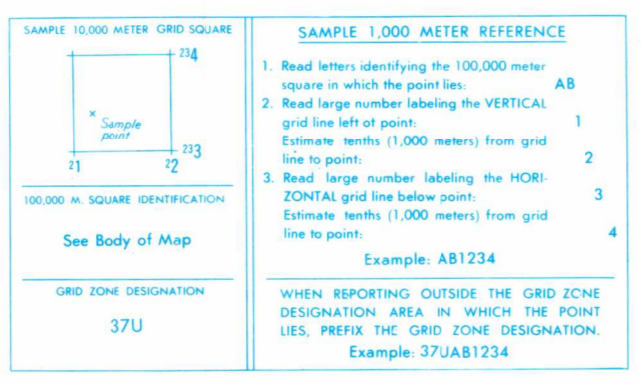 SAMPLE 10,000 METER GRID SQUARE
234
Sample
point
233
21
22
100,000 M. SQUARE IDENTIFICATION
See Body of Map
GRID ZONE DESIGNATION
37U
SAMPLE 1,000 METER REFERENCE
1. Read letters identifying the 100,000 meter
square in which the point lies: AB
2. Read large number labeling the VERTICAL
grid line left of point: 1
Estimate tenths (1,000 meters) from grid
line to point: 2
3. Read large number labeling the HORI-
ZONTAL grid line below point: 3
Estimate tenths (1,000 meters) from grid
line to point: 4
Example: AB1234
WHEN REPORTING OUTSIDE THE GRID ZONE
DESIGNATION AREA IN WHICH THE POINT
LIES, PREFIX THE GRID ZONE DESIGNATION.
Example: 37UAB1234